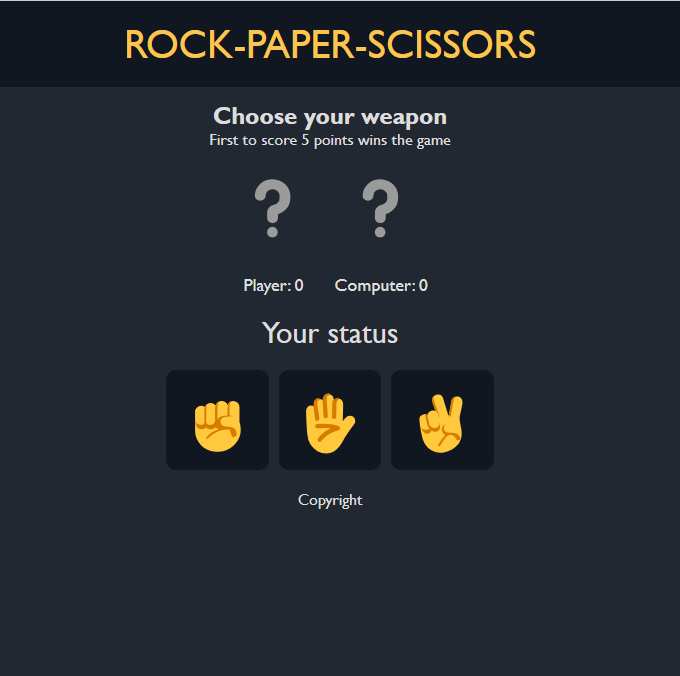 ROCK-PAPER-SCISSORS
Choose your weapon
First to score 5 points wins the game
? ?
Player: 0 Computer: 0
Your status
Copyright